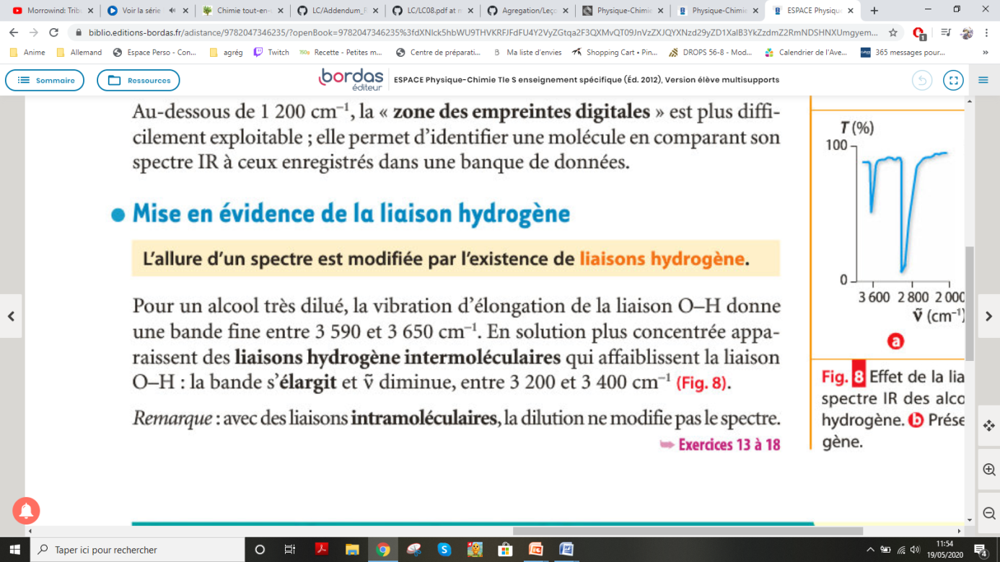 Morrowind: Tribu
Voir la série
Chimie tout-en-
LC/Addendum_F
LC/LC08.pdf at m
Agregation/Leço
Physique-Chimie
Physique-Chimie
ESPACE Physique
biblio.editions-bordas.fr/adistance/9782047346235/?openBook=9782047346235%3fdXNlck5hbWU9THVKRFJFdFU4Y2VyZGtqa2F3QXMvQT09JnVzZXJQYXNzd29yZD1XalB3YkZzdmZ2RmNDSHNXUmgyem...
Anime
Allemand
Espace Perso - Con...
agrég
Twitch
Recette - Petites m...
Centre de préparati...
Ma liste d'envies
Shopping Cart • Pin...
DROPS 56-8 - Mod...
Calendrier de l'Ave...
365 messages pour...
Sommaire
Ressources
bordas
éditeur
ESPACE Physique-Chimie Tle S enseignement spécifique (Éd. 2012), Version élève multisupports
Au-dessous de 1 200 cm⁻¹, la « zone des empreintes digitales » est plus diffi-
cilement exploitable ; elle permet d'identifier une molécule en comparant son
spectre IR à ceux enregistrés dans une banque de données.
• Mise en évidence de la liaison hydrogène
L'allure d'un spectre est modifiée par l'existence de liaisons hydrogène.
Pour un alcool très dilué, la vibration d'élongation de la liaison O–H donne
une bande fine entre 3 590 et 3 650 cm⁻¹. En solution plus concentrée appa-
raissent des liaisons hydrogène intermoléculaires qui affaiblissent la liaison
O–H : la bande s'élargit et ṽ diminue, entre 3 200 et 3 400 cm⁻¹ (Fig. 8).
Remarque : avec des liaisons intramoléculaires, la dilution ne modifie pas le spectre.
Exercices 13 à 18
T (%)
100
0
3 600 2 800 2 000
ṽ (cm⁻¹)
a
Fig. 8 Effet de la lia
spectre IR des alco
hydrogène. b Prése
gène.
Taper ici pour rechercher
11:54
19/05/2020
4